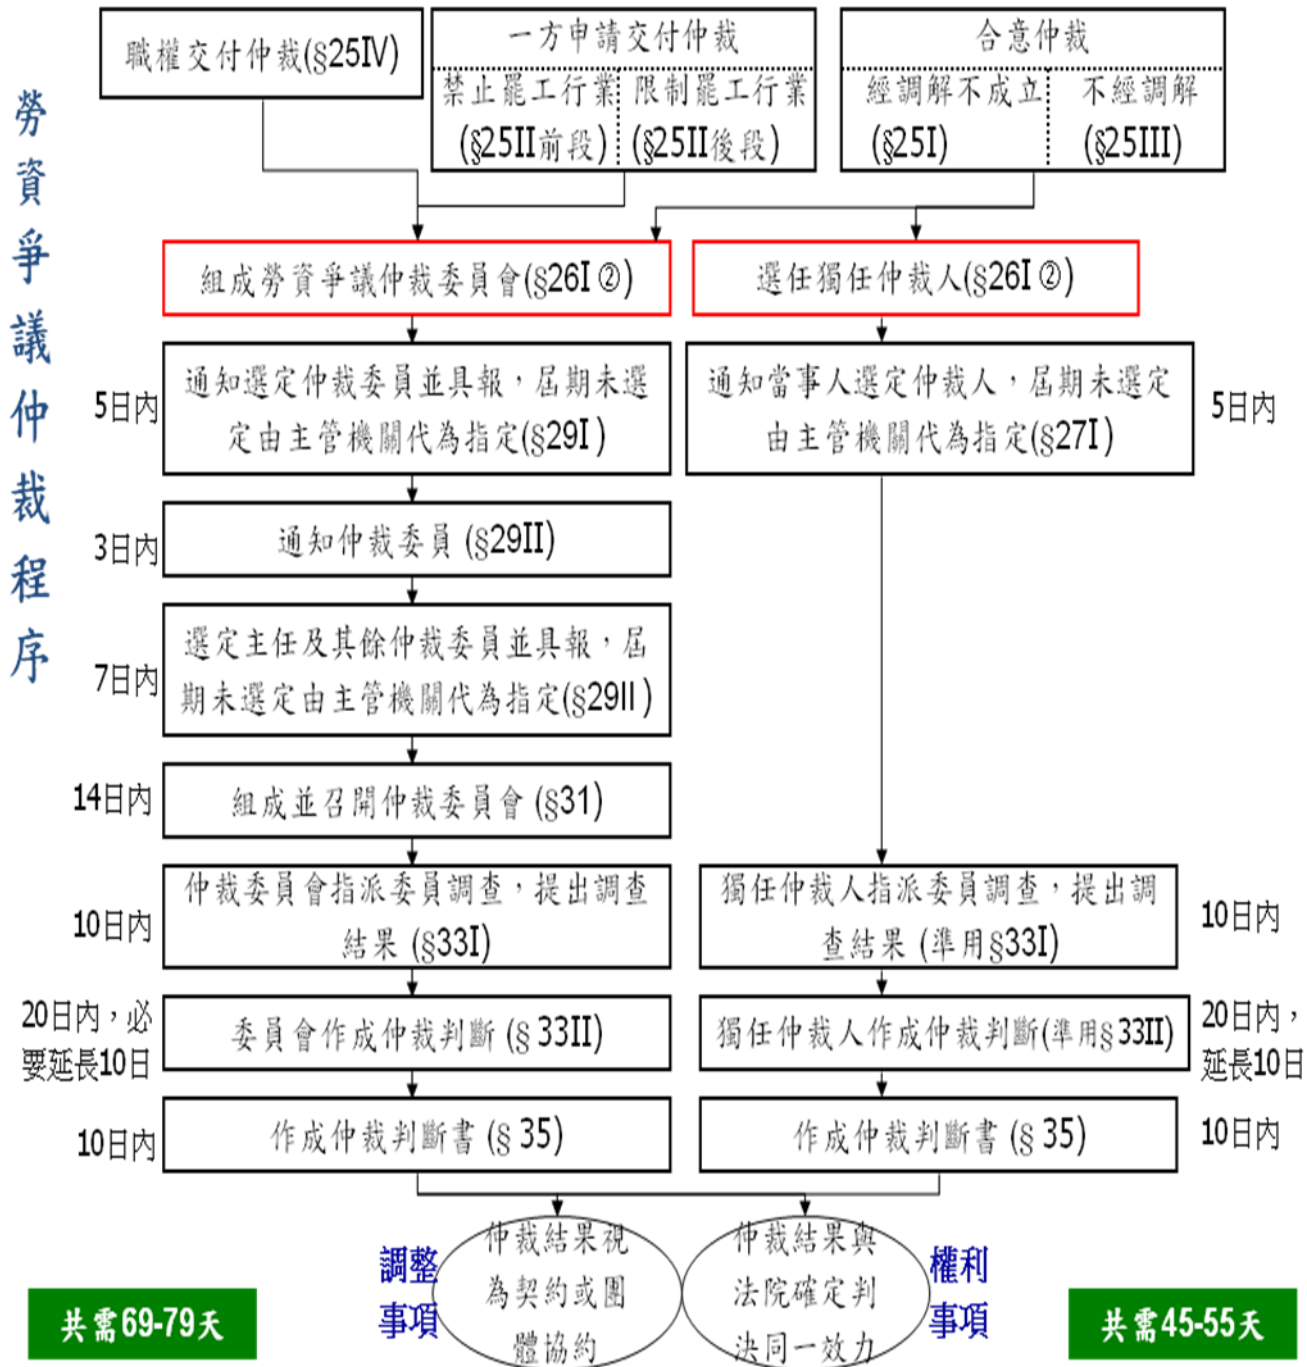 勞資爭議仲裁程序
職權交付仲裁(§25IV)
一方申請交付仲裁
禁止罷工行業
(§25II前段)
限制罷工行業
(§25II後段)
合意仲裁
經調解不成立
(§25I)
不經調解
(§25III)
組成勞資爭議仲裁委員會(§26I ②)
選任獨任仲裁人(§26I ②)
5日內
通知選定仲裁委員並具報，屆期未選
定由主管機關代為指定(§29I)
通知當事人選定仲裁人，屆期未選定
由主管機關代為指定(§27I)
5日內
3日內
通知仲裁委員 (§29II)
7日內
選定主任及其餘仲裁委員並具報，屆
期未選定由主管機關代為指定(§29II)
14日內
組成並召開仲裁委員會 (§31)
10日內
仲裁委員會指派委員調查，提出調查
結果 (§33I)
獨任仲裁人指派委員調查，提出調
查結果 (準用§33I)
10日內
20日內，必
要延長10日
委員會作成仲裁判斷 (§ 33II)
獨任仲裁人作成仲裁判斷(準用§33II)
20日內，
延長10日
10日內
作成仲裁判斷書 (§ 35)
作成仲裁判斷書 (§ 35)
10日內
調整
事項
仲裁結果視
為契約或團
體協約
仲裁結果與
法院確定判
決同一效力
權利
事項
共需69-79天
共需45-55天